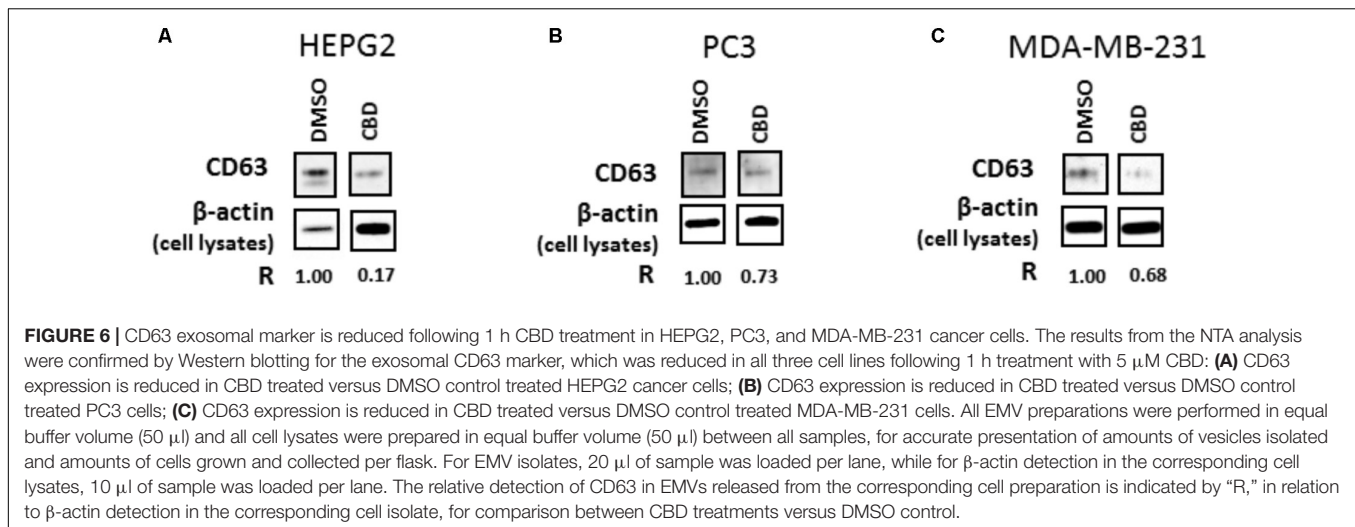 A HEPG2
DMSO CBD
CD63
β-actin
(cell lysates)
R 1.00 0.17
B PC3
DMSO CBD
CD63
β-actin
(cell lysates)
R 1.00 0.73
C MDA-MB-231
DMSO CBD
CD63
β-actin
(cell lysates)
R 1.00 0.68
FIGURE 6 | CD63 exosomal marker is reduced following 1 h CBD treatment in HEPG2, PC3, and MDA-MB-231 cancer cells. The results from the NTA analysis
were confirmed by Western blotting for the exosomal CD63 marker, which was reduced in all three cell lines following 1 h treatment with 5 μM CBD: (A) CD63
expression is reduced in CBD treated versus DMSO control treated HEPG2 cancer cells; (B) CD63 expression is reduced in CBD treated versus DMSO control
treated PC3 cells; (C) CD63 expression is reduced in CBD treated versus DMSO control treated MDA-MB-231 cells. All EMV preparations were performed in equal
buffer volume (50 μl) and all cell lysates were prepared in equal buffer volume (50 μl) between all samples, for accurate presentation of amounts of vesicles isolated
and amounts of cells grown and collected per flask. For EMV isolates, 20 μl of sample was loaded per lane, while for β-actin detection in the corresponding cell
lysates, 10 μl of sample was loaded per lane. The relative detection of CD63 in EMVs released from the corresponding cell preparation is indicated by “R,” in relation
to β-actin detection in the corresponding cell isolate, for comparison between CBD treatments versus DMSO control.